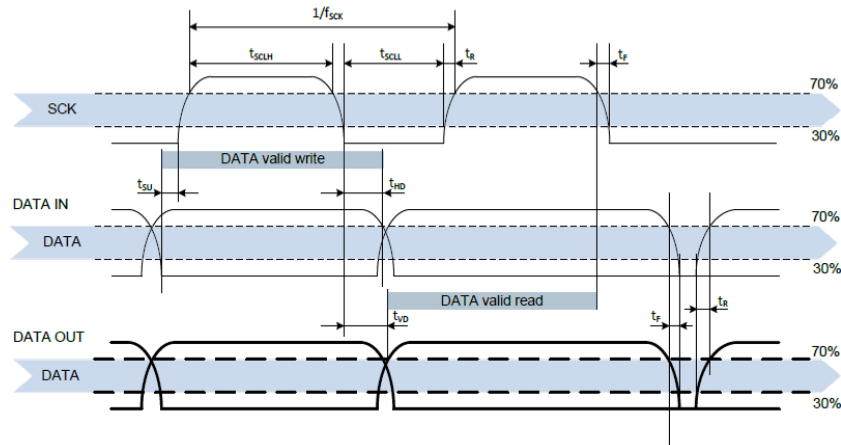 1/fSCK
tSCLH
tSCLL
tR
tF
70%
SCK
30%
DATA valid write
tSU
tHD
DATA IN
70%
DATA
30%
DATA valid read
tVD
tF
tR
DATA OUT
70%
DATA
30%